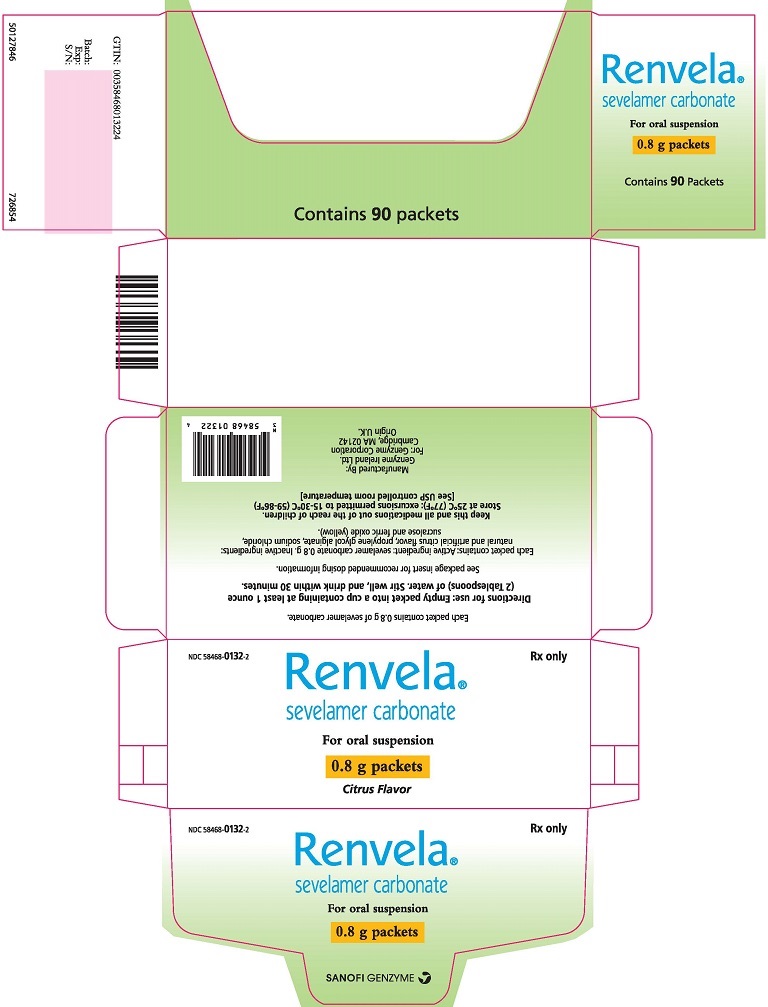 50127846
726854
GTIN: 00358468013224
Batch:
Exp:
S/N:
Contains 90 packets
Renvela®
sevelamer carbonate
For oral suspension
0.8 g packets
Contains 90 Packets
Each packet contains 0.8 g of sevelamer carbonate.
Directions for use: Empty packet into a cup containing at least 1 ounce
(2 Tablespoons) of water. Stir well, and drink within 30 minutes.
See package insert for recommended dosing information.
Each packet contains: Active ingredient: sevelamer carbonate 0.8 g. Inactive ingredients:
natural and artificial citrus flavor, propylene glycol alginate, sodium chloride,
sucralose and ferric oxide (yellow).
Keep this and all medications out of the reach of children.
Store at 25°C (77°F): excursions permitted to 15-30°C (59-86°F)
[See USP controlled room temperature]
Manufactured By:
Genzyme Ireland Ltd.
For: Genzyme Corporation
Cambridge, MA 02142
Origin U.K.
N
3
58468 01322
4
NDC 58468-0132-2
Rx only
Renvela®
sevelamer carbonate
For oral suspension
0.8 g packets
Citrus Flavor
NDC 58468-0132-2
Rx only
Renvela®
sevelamer carbonate
For oral suspension
0.8 g packets
SANOFI GENZYME